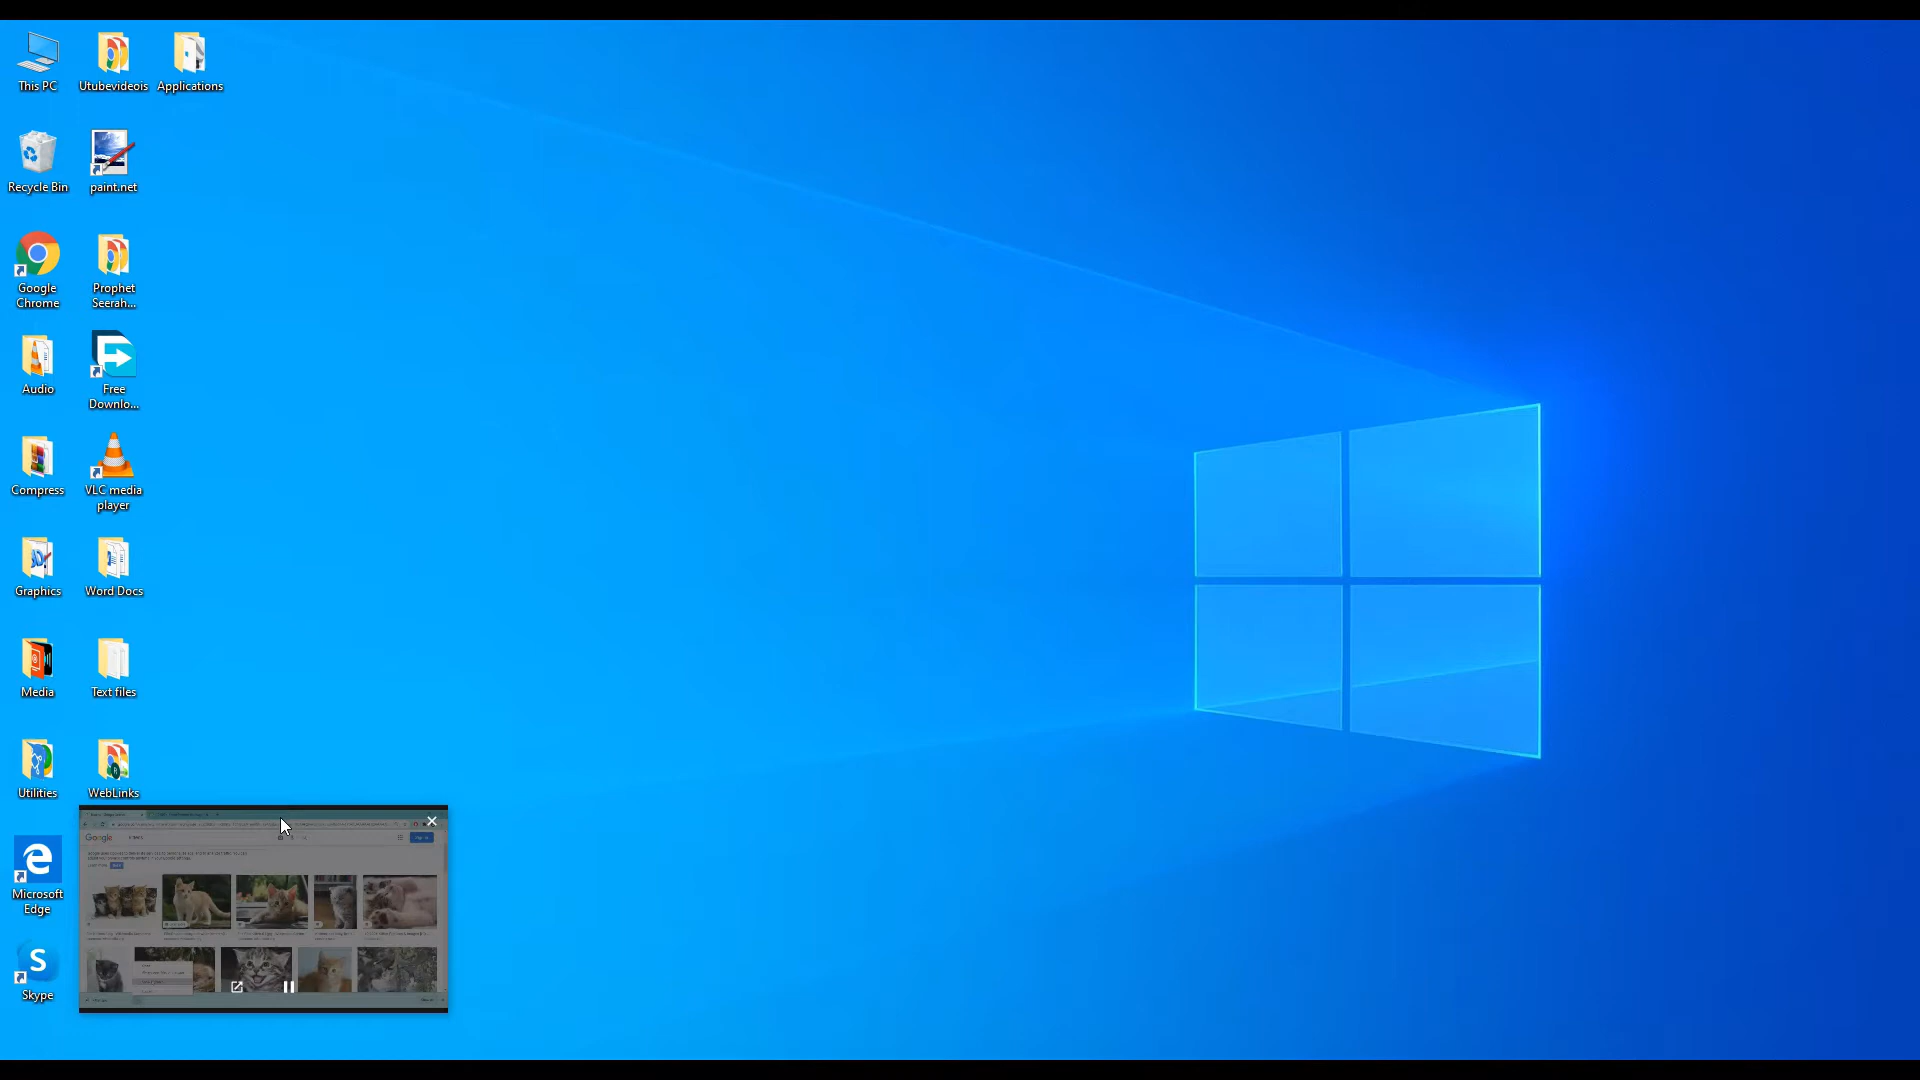 This PC
Utubevideois
Applications
Recycle Bin
paint.net
Google
Chrome
Prophet
Seerah...
Audio
Free
Downlo...
Compress
VLC media
player
Graphics
Word Docs
Media
Text files
Utilities
WebLinks
Google
Microsoft
Edge
S
Skype